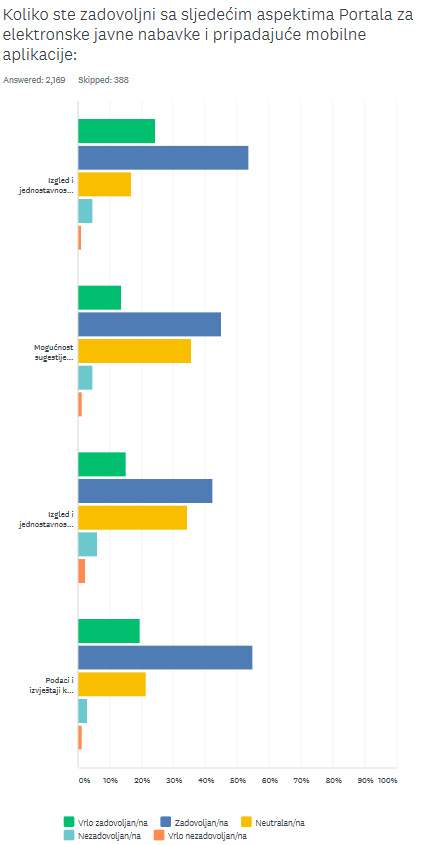 Koliko ste zadovoljni sa sljedećim aspektima Portala za
elektronske javne nabavke i pripadajuće mobilne
aplikacije:
Answered: 2,169 Skipped: 388
Izgled i
jednostavnos...
Mogućnost
sugestije...
Izgled i
jednostavnos...
Podaci i
izvještaji k...
0% 10% 20% 30% 40% 50% 60% 70% 80% 90% 100%
Vrlo zadovoljan/na Zadovoljan/na Neutralan/na
Nezadovoljan/na Vrlo nezadovoljan/na